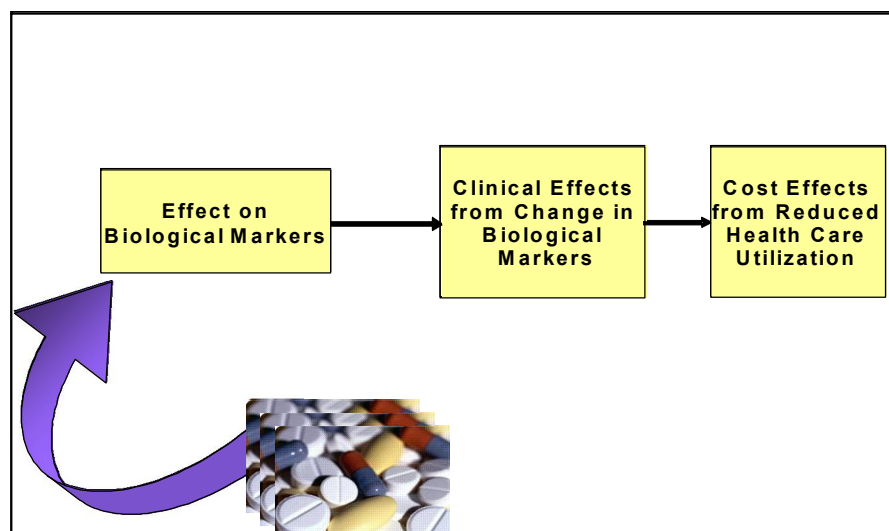 Effect on
Biological Markers
Clinical Effects
from Change in
Biological
Markers
Cost Effects
from Reduced
Health Care
Utilization